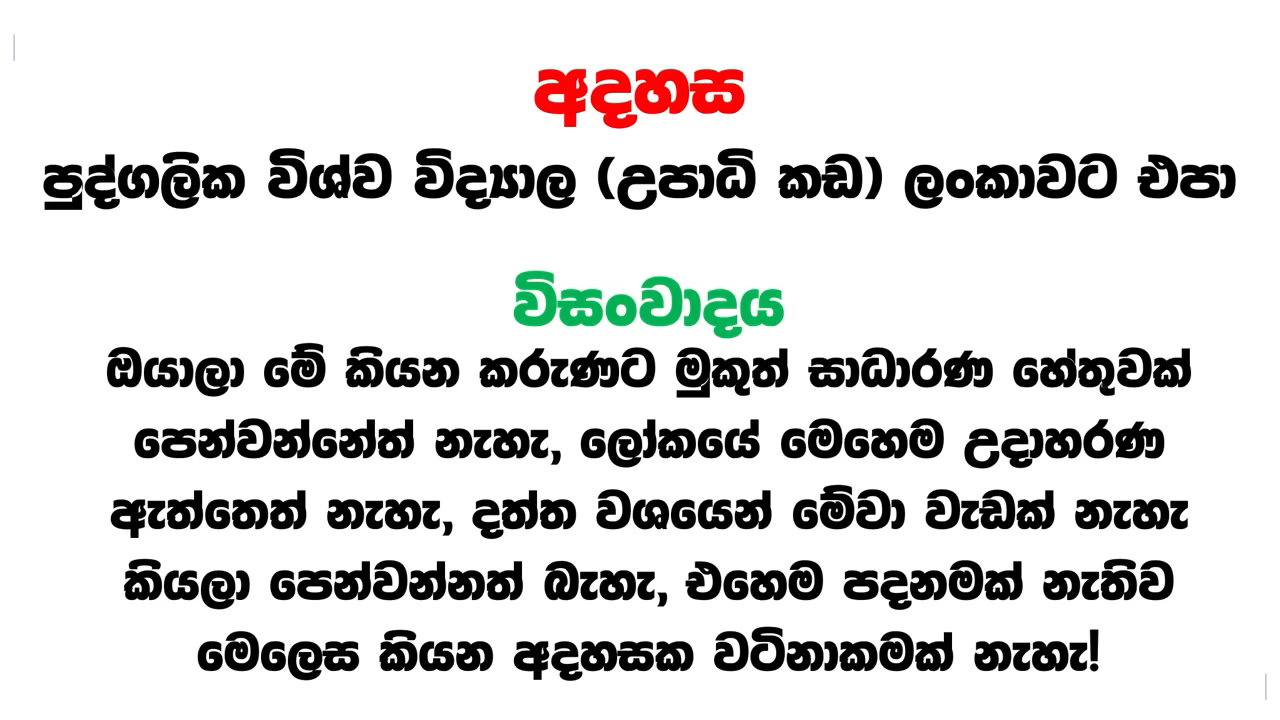 අදහස
පුද්ගලික විශ්ව විද්‍යාල (උපාධි කඩ) ලංකාවට එපා
විසංවාදය
ඔයාලා මේ කියන කරුණට මුකුත් සාධාරණ හේතුවක්
පෙන්වන්නේත් නැහැ, ලෝකයේ මෙහෙම උදාහරණ
ඇත්තෙත් නැහැ, දත්ත වශයෙන් මේවා වැඩක් නැහැ
කියලා පෙන්වන්නත් බැහැ, එහෙම පදනමක් නැතිව
මෙලෙස කියන අදහසක වටිනාකමක් නැහැ!